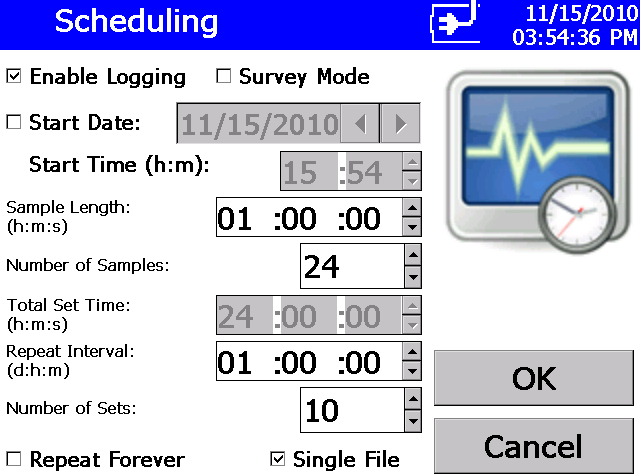 Scheduling
11/15/2010
03:54:36 PM
Enable Logging
Survey Mode
Start Date:
11/15/2010
Start Time (h:m):
15 :54
Sample Length:
(h:m:s)
01 :00 :00
Number of Samples:
24
Total Set Time:
(h:m:s)
24 :00 :00
Repeat Interval:
(d:h:m)
01 :00 :00
Number of Sets:
10
OK
Repeat Forever
Single File
Cancel